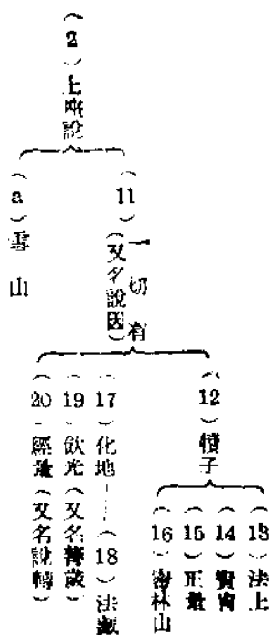 （2）上座說
（11）一切有
（又名說因）
（a）雪山
（12）犢子
（13）法上
（14）賢冑
（15）正量
（16）密林山
（17）化地……（18）法藏
（19）飲光（又名善歲）
（20）經量（又名說轉）